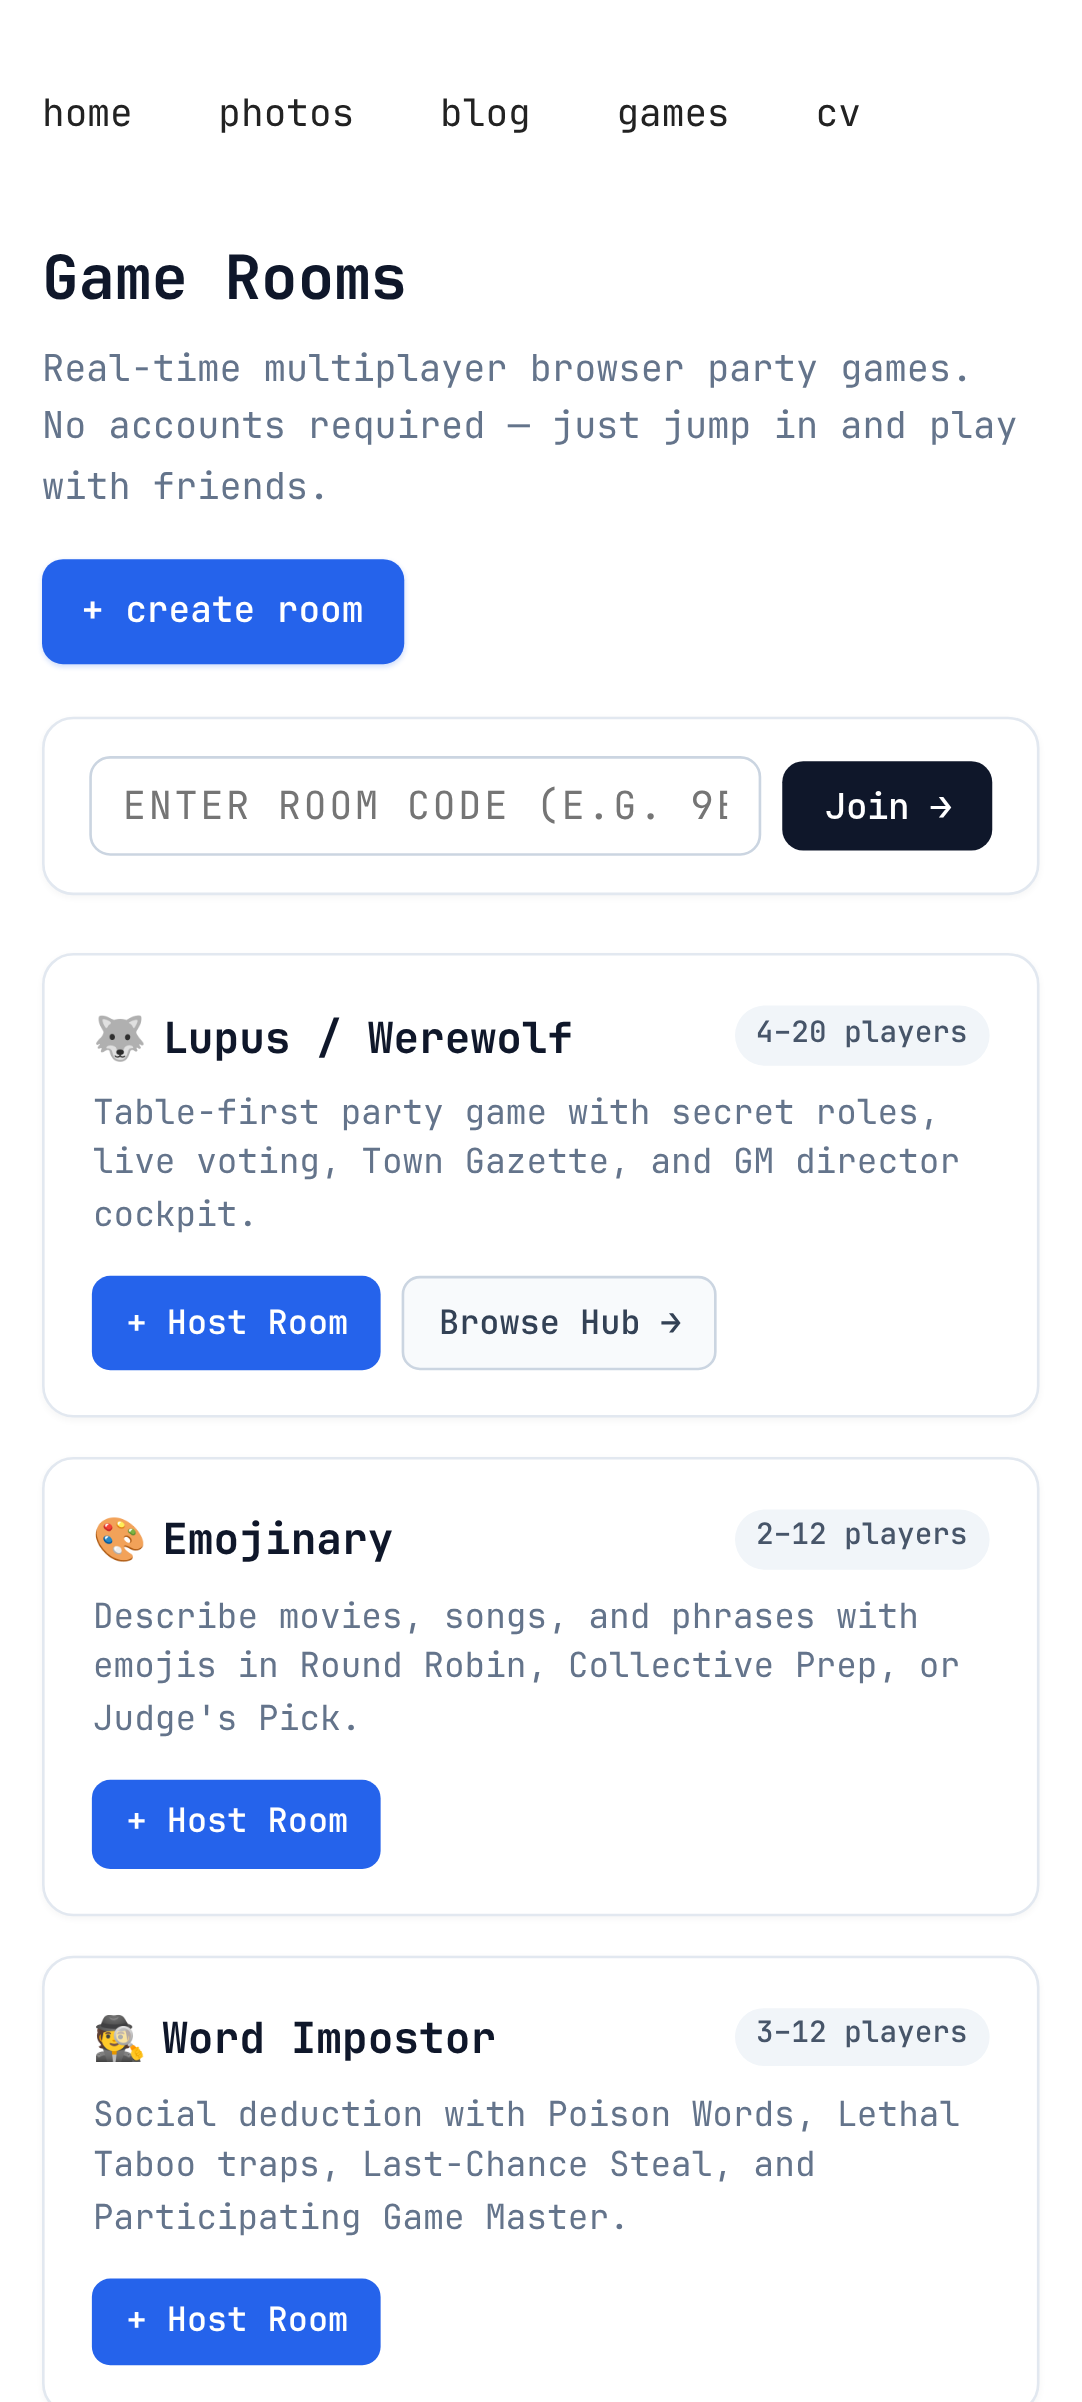 home photos blog games cv
Game Rooms
Real-time multiplayer browser party games.
No accounts required — just jump in and play
with friends.
+ create room
ENTER ROOM CODE (E.G. 9
Join →
Lupus / Werewolf
4–20 players
Table-first party game with secret roles,
live voting, Town Gazette, and GM director
cockpit.
+ Host Room
Browse Hub →
Emojinary
2–12 players
Describe movies, songs, and phrases with
emojis in Round Robin, Collective Prep, or
Judge's Pick.
+ Host Room
Word Impostor
3–12 players
Social deduction with Poison Words, Lethal
Taboo traps, Last-Chance Steal, and
Participating Game Master.
+ Host Room